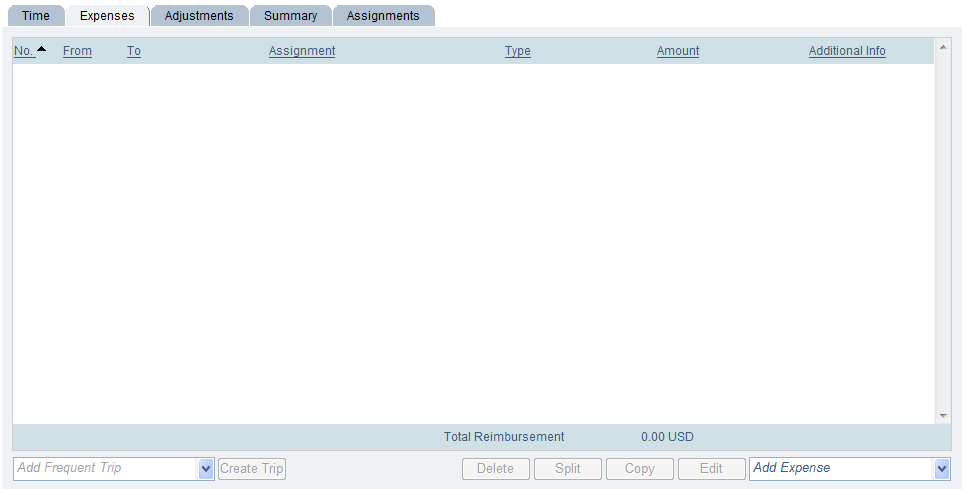 Time Expenses Adjustments Summary Assignments
No. From To Assignment Type Amount Additional Info
Total Reimbursement 0.00 USD
Add Frequent Trip Create Trip Delete Split Copy Edit Add Expense